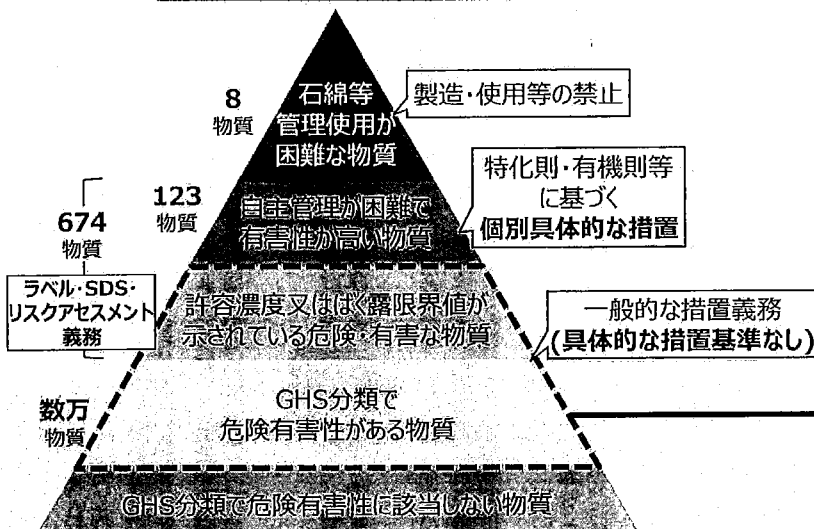 8
物質
石綿等
管理使用が
困難な物質
製造・使用等の禁止
123
物質
自主管理が困難で
有害性が高い物質
特化則・有機則等
に基づく
個別具体的な措置
674
物質
ラベル・SDS・
リスクアセスメント
義務
許容濃度又はばく露限界値が
示されている危険・有害な物質
一般的な措置義務
(具体的な措置基準なし)
数万
物質
GHS分類で
危険有害性がある物質
GHS分類で危険有害性に該当しない物質